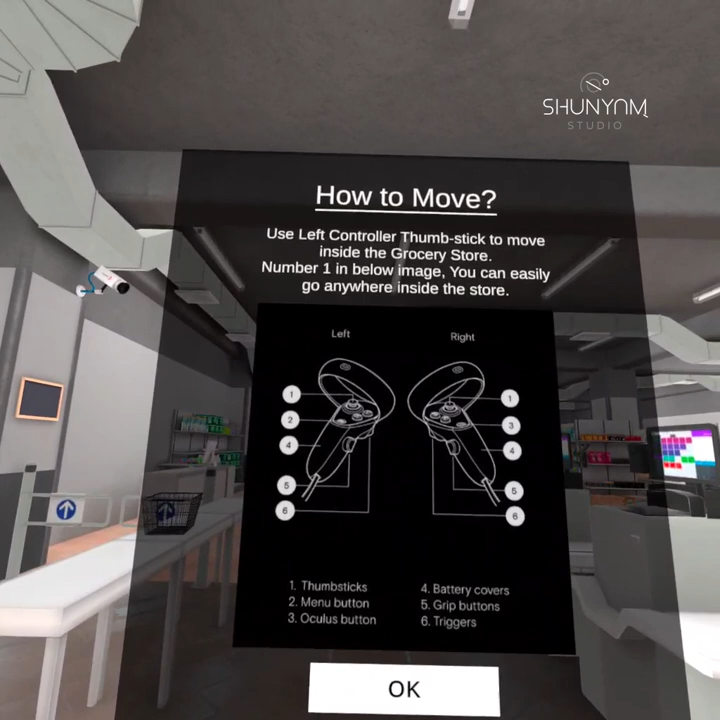 SHUNYAM
STUDIO
How to Move?
Use Left Controller Thumb-stick to move
inside the Grocery Store.
Number 1 in below image, You can easily
go anywhere inside the store.
Left
Right
1
1
2
3
4
4
5
5
6
6
1. Thumbsticks
2. Menu button
3. Oculus button
4. Battery covers
5. Grip buttons
6. Triggers
OK